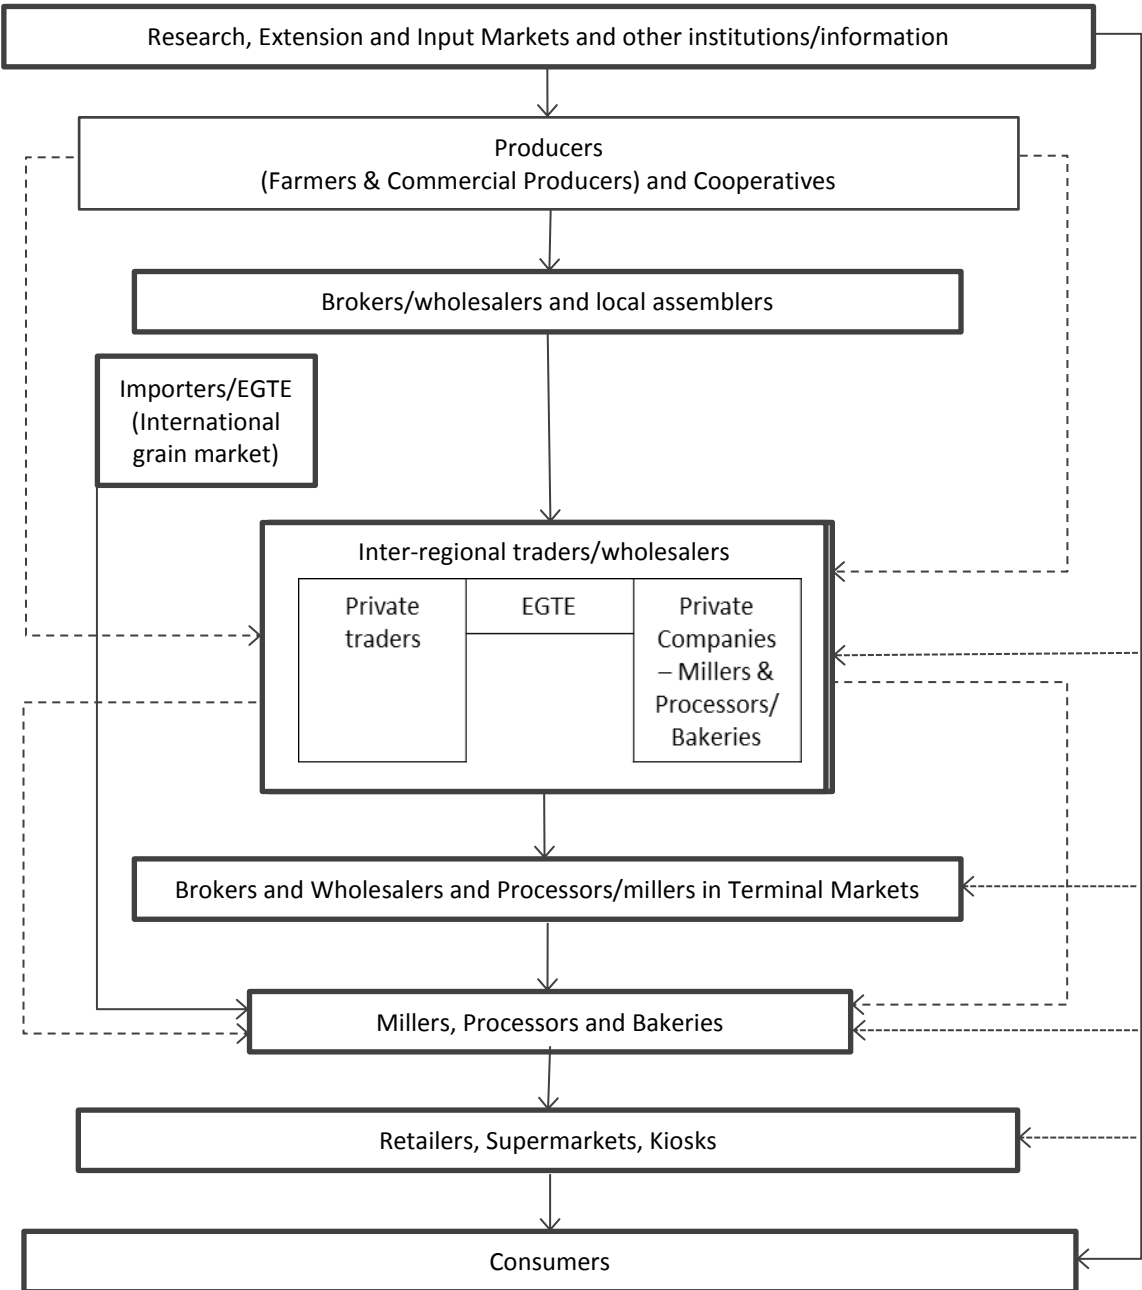 Research, Extension and Input Markets and other institutions/information
Producers
(Farmers & Commercial Producers) and Cooperatives
Brokers/wholesalers and local assemblers
Importers/EGTE
(International
grain market)
Inter-regional traders/wholesalers
Private
traders
EGTE
Private
Companies
– Millers &
Processors/
Bakeries
Brokers and Wholesalers and Processors/millers in Terminal Markets
Millers, Processors and Bakeries
Retailers, Supermarkets, Kiosks
Consumers